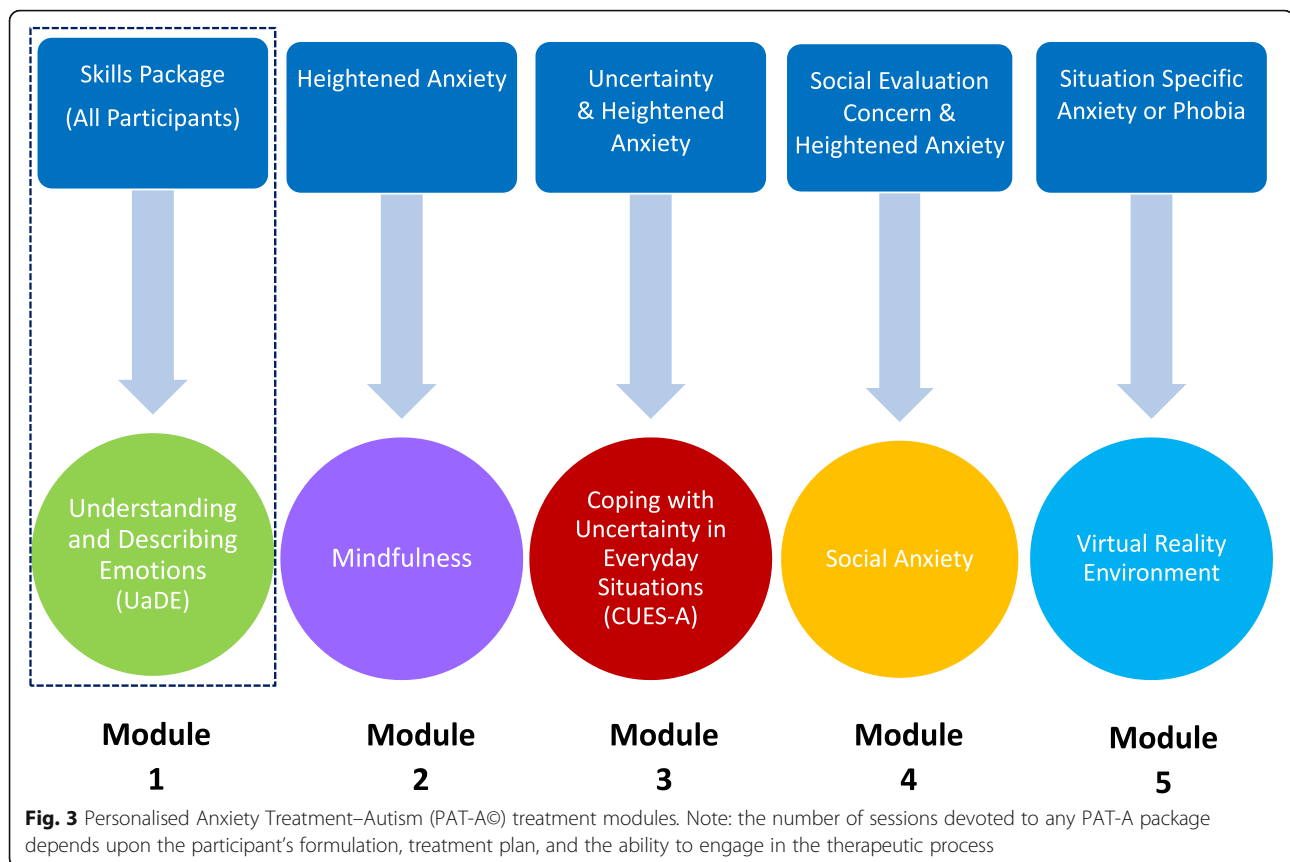 Skills Package
(All Participants)
Heightened Anxiety
Uncertainty
& Heightened
Anxiety
Social Evaluation
Concern &
Heightened Anxiety
Situation Specific
Anxiety or Phobia
Understanding
and Describing
Emotions
(UaDE)
Mindfulness
Coping with
Uncertainty in
Everyday
Situations
(CUES-A)
Social Anxiety
Virtual Reality
Environment
Module
1
Module
2
Module
3
Module
4
Module
5
Fig. 3 Personalised Anxiety Treatment–Autism (PAT-A©) treatment modules. Note: the number of sessions devoted to any PAT-A package
depends upon the participant's formulation, treatment plan, and the ability to engage in the therapeutic process